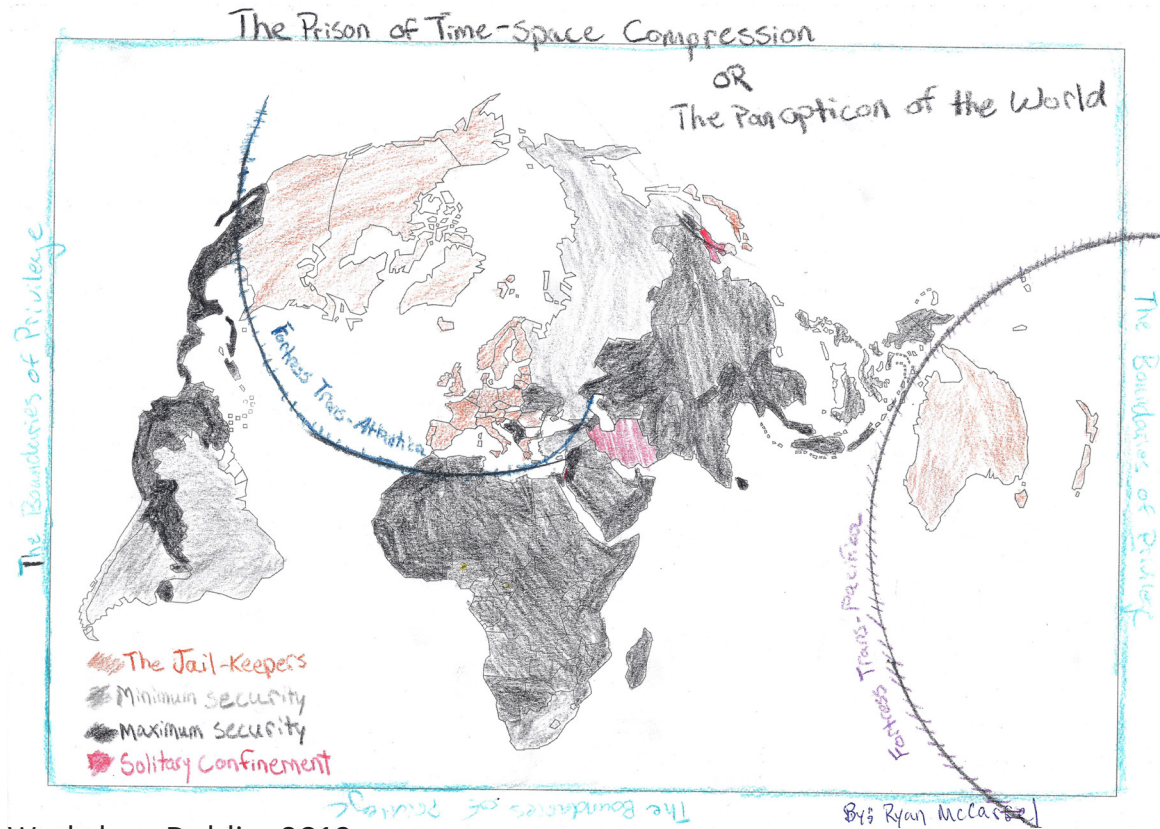 The Prison of Time-Space Compression
OR
The Panopticon of the World
The Boundaries of Privilege
Fortress Trans-Atlantica
The Boundaries of Privilege
Fortress Trans-Pacifica
The Jail-Keepers
Minimum security
Maximum security
Solitary Confinement
The Boundaries of Privilege
By: Ryan